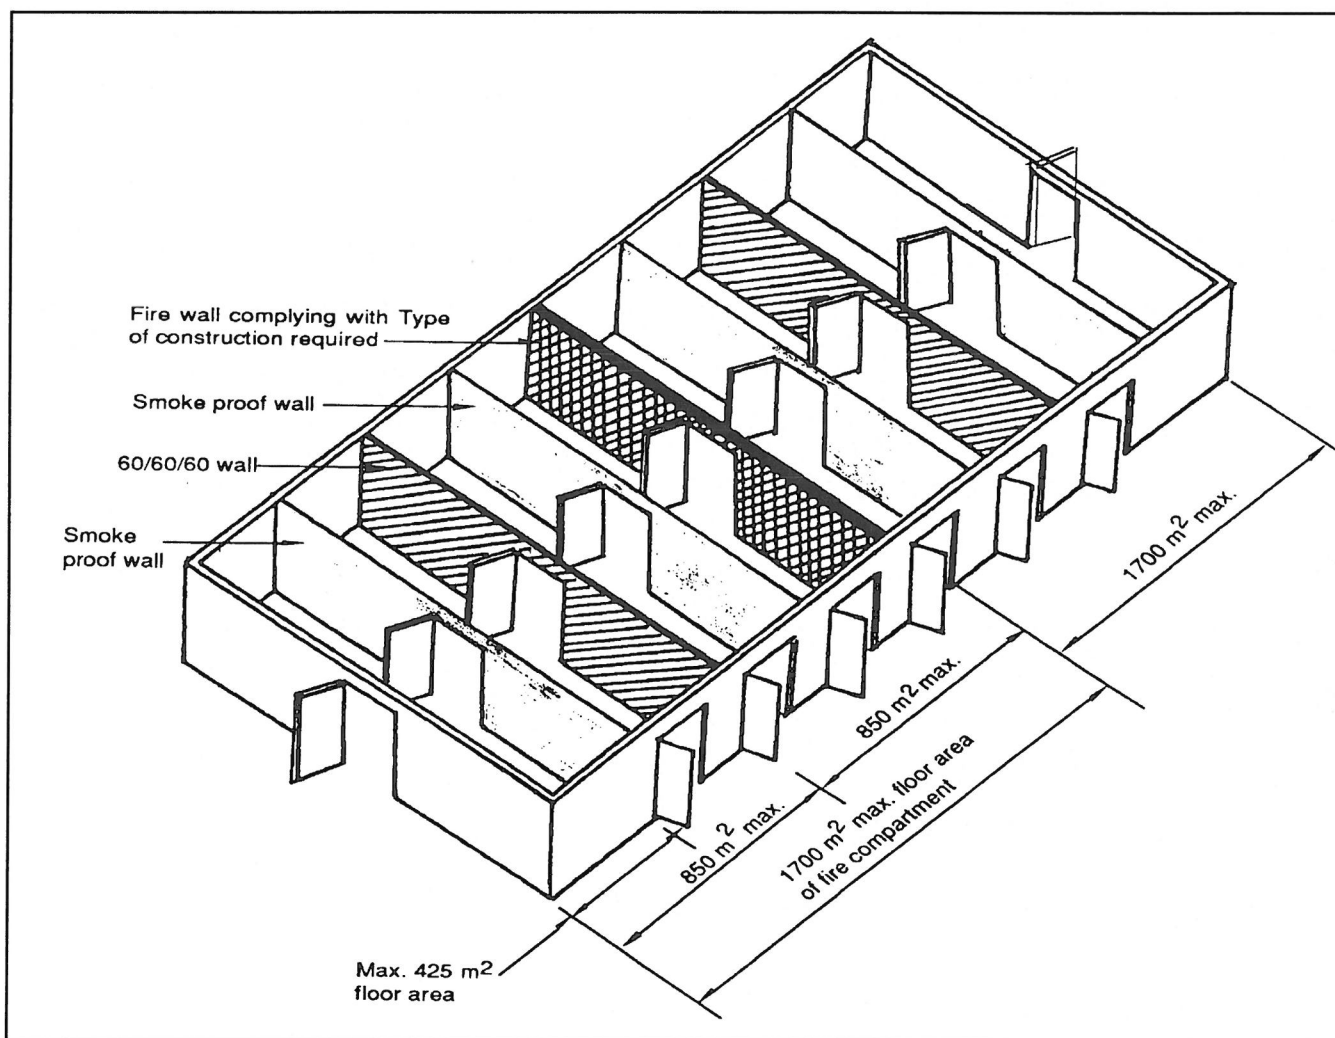 Fire wall complying with Type
of construction required
Smoke proof wall
60/60/60 wall
Smoke
proof wall
1700 m² max.
850 m² max.
850 m² max.
1700 m² max. floor area
of fire compartment
Max. 425 m²
floor area